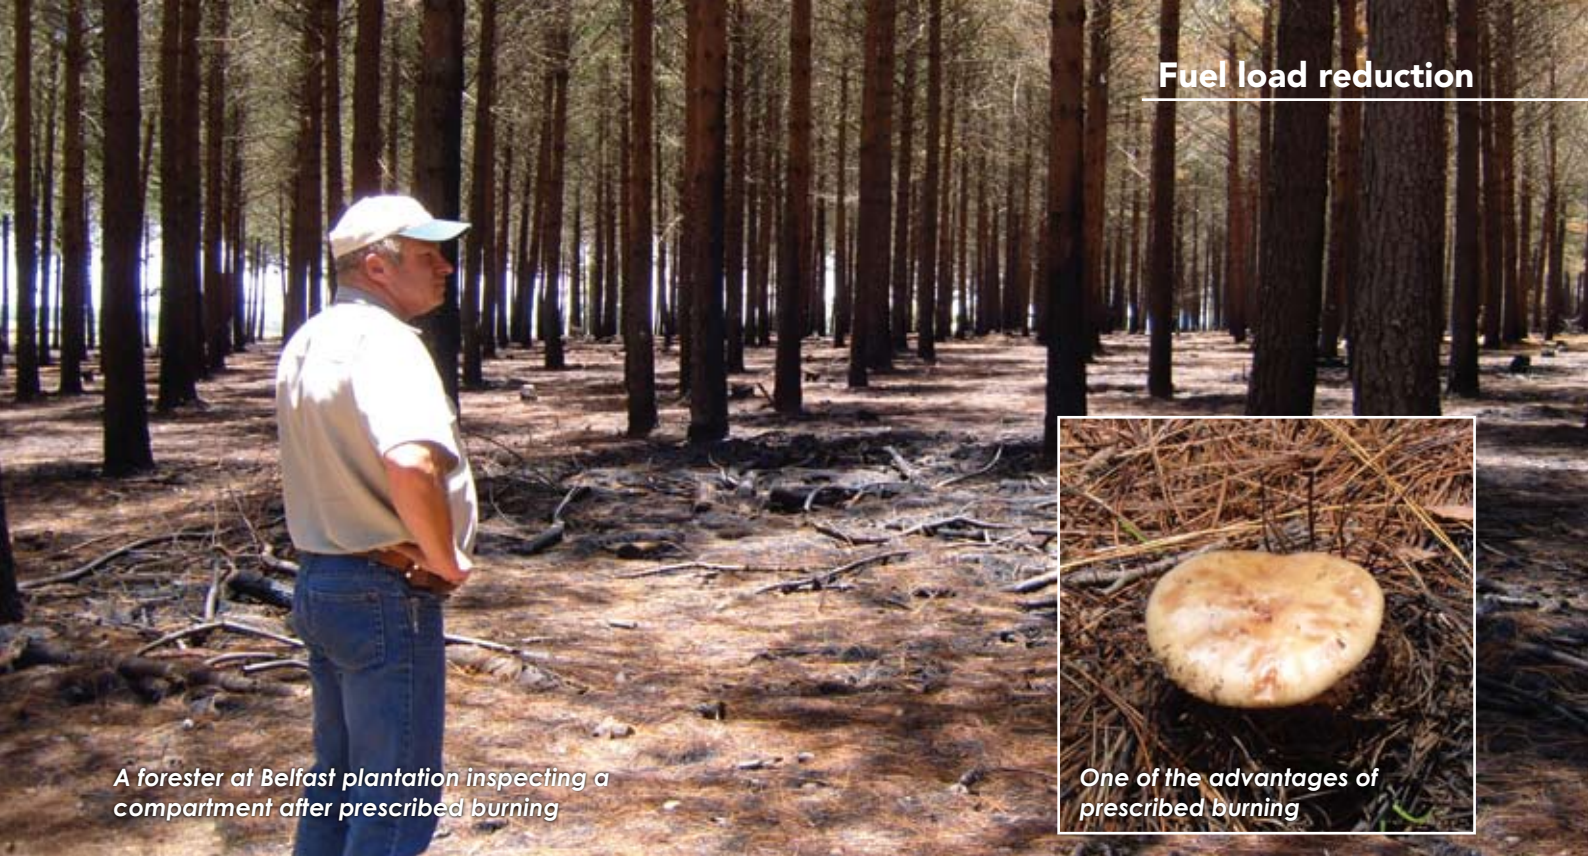 Fuel load reduction
A forester at Belfast plantation inspecting a
compartment after prescribed burning
One of the advantages of
prescribed burning